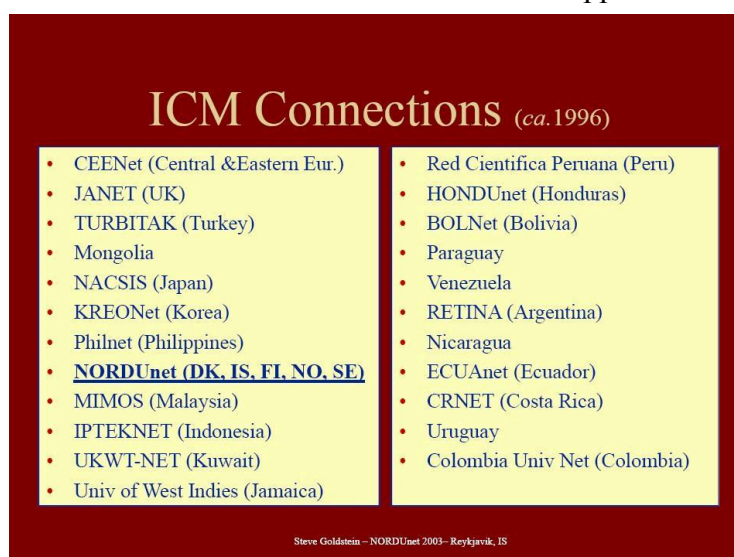 ICM Connections (ca.1996)
• CEENet (Central &Eastern Eur.)
• JANET (UK)
• TURBITAK (Turkey)
• Mongolia
• NACSIS (Japan)
• KREONet (Korea)
• Philnet (Philippines)
• NORDUnet (DK, IS, FI, NO, SE)
• MIMOS (Malaysia)
• IPTEKNET (Indonesia)
• UKWT-NET (Kuwait)
• Univ of West Indies (Jamaica)
• Red Cientifica Peruana (Peru)
• HONDUnet (Honduras)
• BOLNet (Bolivia)
• Paraguay
• Venezuela
• RETINA (Argentina)
• Nicaragua
• ECUAnet (Ecuador)
• CRNET (Costa Rica)
• Uruguay
• Colombia Univ Net (Colombia)
Steve Goldstein – NORDUnet 2003– Reykjavik, IS